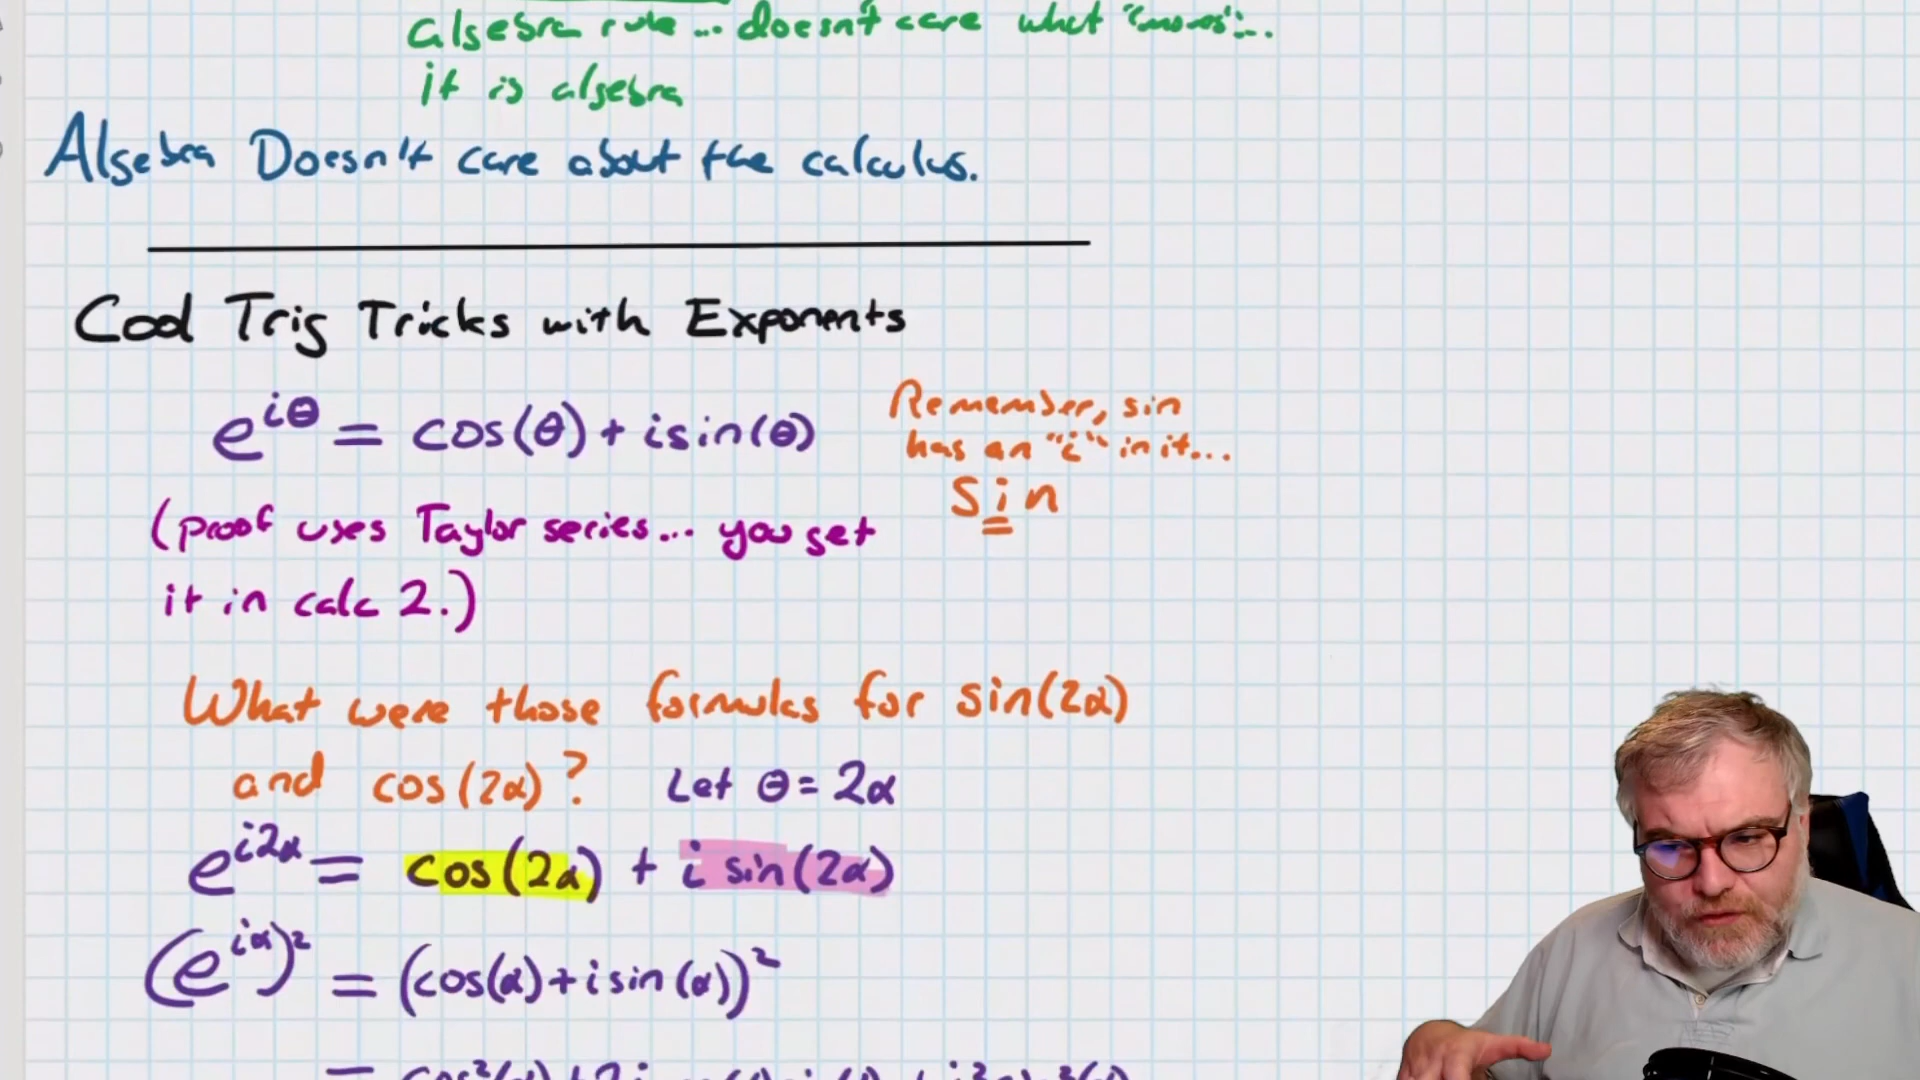 algebra rule... doesn't care what "moves"...
it is algebra
Algebra Doesn't care about the calculus.
Cool Trig Tricks with Exponents
e^{iθ} = cos(θ) + isin(θ)
Remember, sin
has an "i" in it...
Sin
(proof uses Taylor series... you get
it in calc 2.)
What were those formulas for sin(2α)
and cos(2α)? Let θ = 2α
e^{i2α} = cos(2α) + i sin(2α)
(e^{iα})² = (cos(α) + isin(α))²